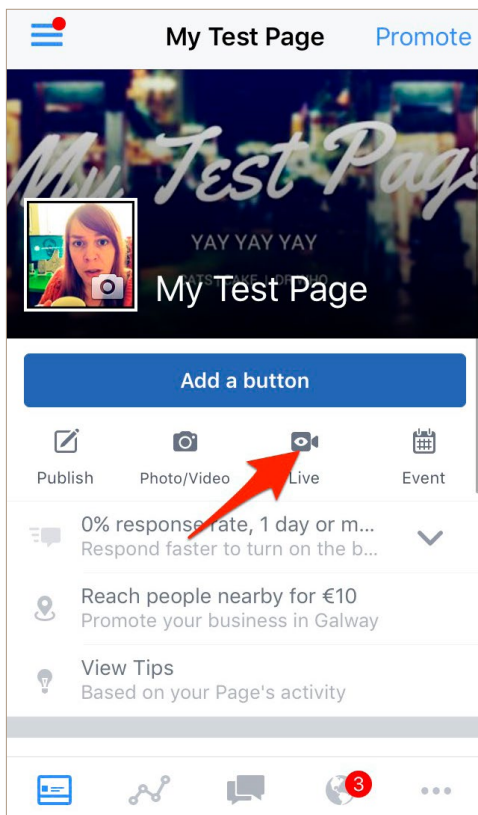 My Test Page
Promote
My Test Page
YAY YAY YAY
CATS CAKE
My Test Page
Add a button
Publish
Photo/Video
Live
Event
0% response rate, 1 day or m...
Respond faster to turn on the b...
Reach people nearby for €10
Promote your business in Galway
View Tips
Based on your Page's activity
3